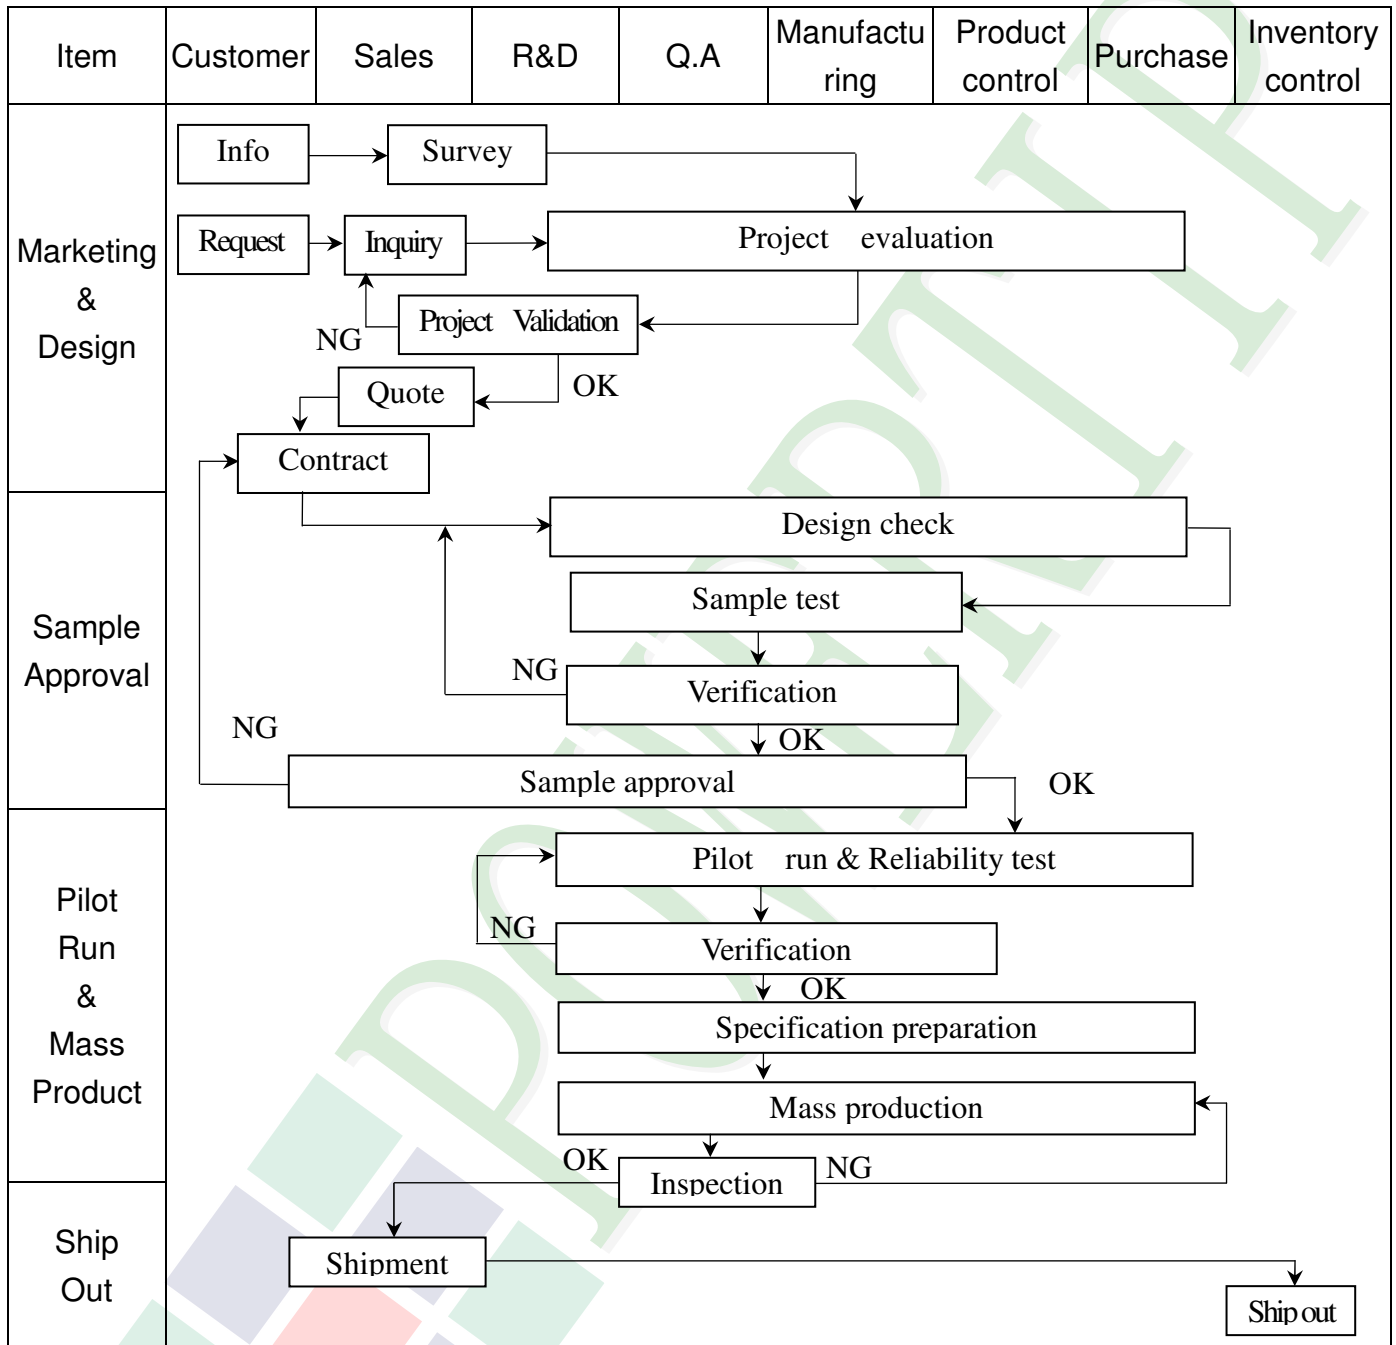 Item
Customer
Sales
R&D
Q.A
Manufactu
ring
Product
control
Purchase
Inventory
control
Marketing
&
Design
Info
Survey
Request
Inquiry
Project evaluation
NG
Project Validation
Quote
OK
Contract
Sample
Approval
Design check
Sample test
NG
Verification
NG
OK
Sample approval
OK
Pilot
Run
&
Mass
Product
Pilot run & Reliability test
NG
Verification
OK
Specification preparation
Mass production
OK
Inspection
NG
Ship
Out
Shipment
Ship out
POWERTIP